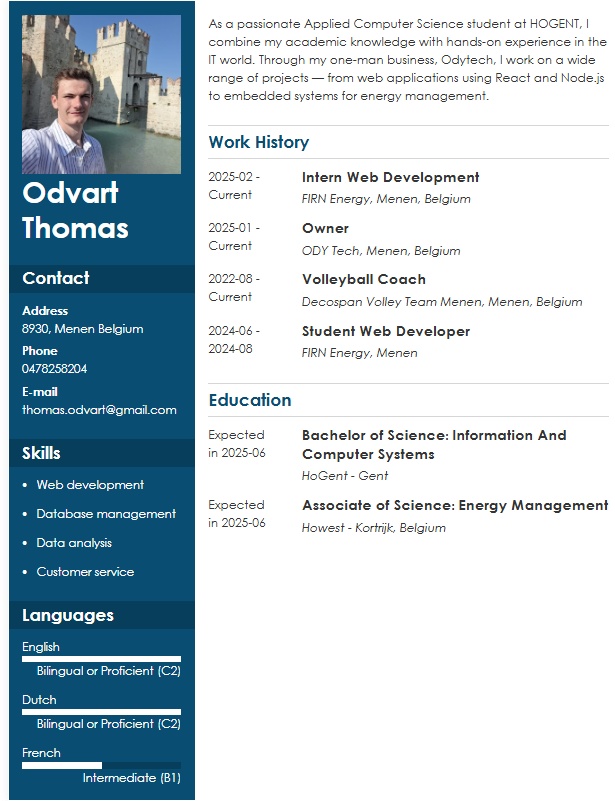 Odvart
Thomas
Contact
Address
8930, Menen Belgium
Phone
0478258204
E-mail
thomas.odvart@gmail.com
Skills
• Web development
• Database management
• Data analysis
• Customer service
Languages
English
Bilingual or Proficient (C2)
Dutch
Bilingual or Proficient (C2)
French
Intermediate (B1)
As a passionate Applied Computer Science student at HOGENT, I
combine my academic knowledge with hands-on experience in the
IT world. Through my one-man business, Odytech, I work on a wide
range of projects — from web applications using React and Node.js
to embedded systems for energy management.
Work History
2025-02 -
Current
Intern Web Development
FIRN Energy, Menen, Belgium
2025-01 -
Current
Owner
ODY Tech, Menen, Belgium
2022-08 -
Current
Volleyball Coach
Decospan Volley Team Menen, Menen, Belgium
2024-06 -
2024-08
Student Web Developer
FIRN Energy, Menen
Education
Expected
in 2025-06
Bachelor of Science: Information And
Computer Systems
HoGent - Gent
Expected
in 2025-06
Associate of Science: Energy Management
Howest - Kortrijk, Belgium